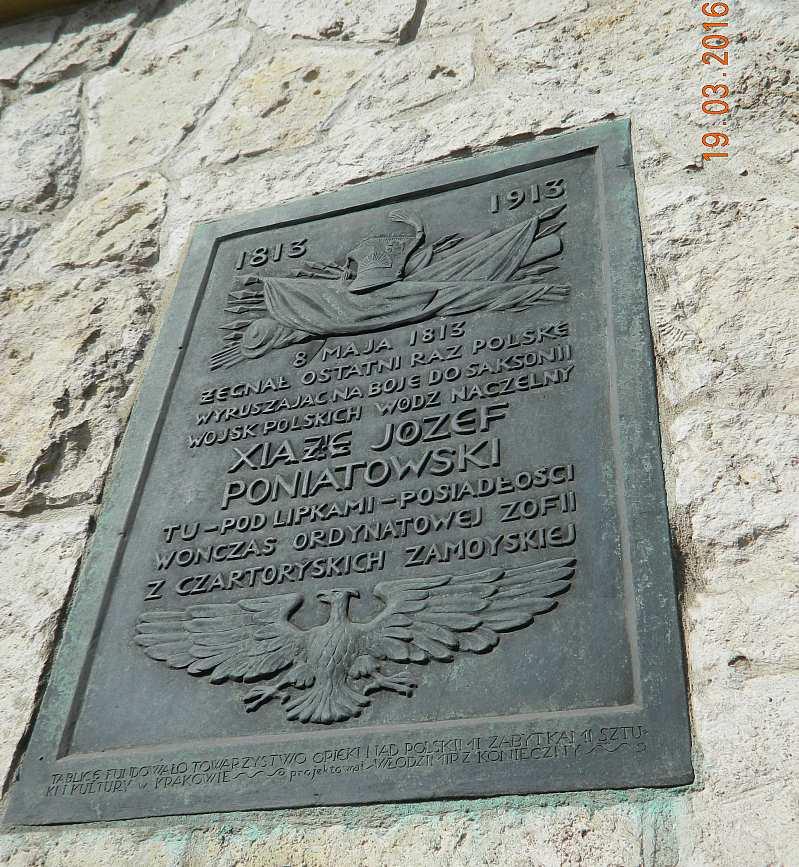 19.03.2016
1813 1913
8 MAJA 1813
ŻEGNAŁ OSTATNI RAZ POLSKĘ
WYRUSZAJĄC NA BOJE DO SAKSONII
WOJSK POLSKICH WÓDZ NACZELNY
XIĄŻĘ JÓZEF
PONIATOWSKI
TU – POD LIPKAMI – POSIADŁOŚCI
WONCZAS ORDYNATOWEJ ZOFII
Z CZARTORYSKICH ZAMOYSKIEJ
TABLICĘ FUNDOWAŁO TOWARZYSTWO OPIEKI NAD POLSKIMI ZABYTKAMI SZTU-
KI I KULTURY W KRAKOWIE projektował WŁODZIMIRZ KONIECZNY